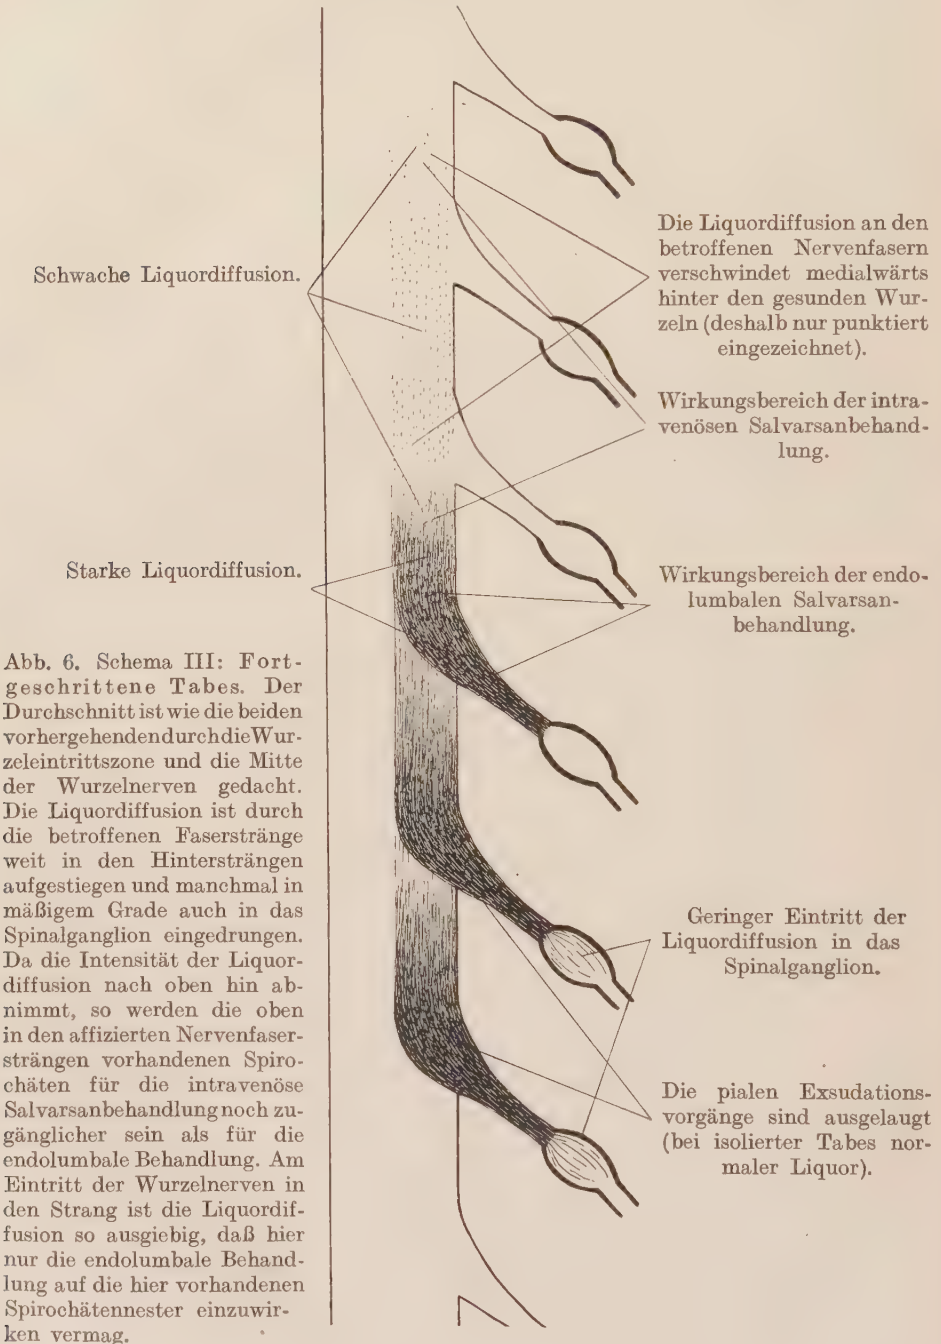 Die Liquordiffusion an den
betroffenen Nervenfasern
verschwindet medialwärts
hinter den gesunden Wur-
zeln (deshalb nur punktiert
eingezeichnet).
Schwache Liquordiffusion.
Wirkungsbereich der intra-
venösen Salvarsanbehand-
lung.
Starke Liquordiffusion.
Wirkungsbereich der endo-
lumbalen Salvarsan-
behandlung.
Abb. 6. Schema III: Fort-
geschrittene Tabes. Der
Durchschnitt ist wie die beiden
vorhergehenden durch die Wur-
zeleintrittszone und die Mitte
der Wurzelnerven gedacht.
Die Liquordiffusion ist durch
die betroffenen Faserstränge
weit in den Hintersträngen
aufgestiegen und manchmal in
mäßigem Grade auch in das
Spinalganglion eingedrungen.
Da die Intensität der Liquor-
diffusion nach oben hin ab-
nimmt, so werden die oben
in den affizierten Nervenfaser-
strängen vorhandenen Spiro-
chäten für die intravenöse
Salvarsanbehandlung noch zu-
gänglicher sein als für die
endolumbale Behandlung. Am
Eintritt der Wurzelnerven in
den Strang ist die Liquordif-
fusion so ausgiebig, daß hier
nur die endolumbale Behand-
lung auf die hier vorhandenen
Spirochätennester einzuwir-
ken vermag.
Geringer Eintritt der
Liquordiffusion in das
Spinalganglion.
Die pialen Exsudations-
vorgänge sind ausgelaugt
(bei isolierter Tabes nor-
maler Liquor).